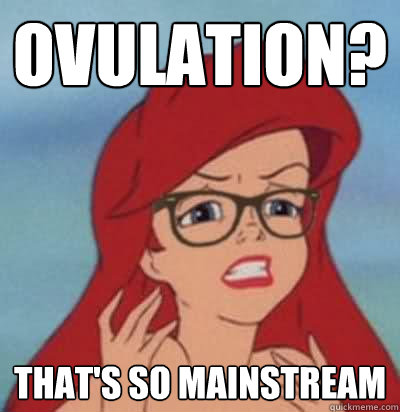 OVULATION?
THAT'S SO MAINSTREAM
quickmeme.com